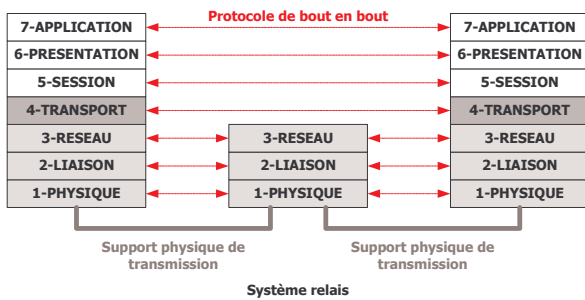 Protocole de bout en bout
7-APPLICATION 7-APPLICATION
6-PRESENTATION 6-PRESENTATION
5-SESSION 5-SESSION
4-TRANSPORT 4-TRANSPORT
3-RESEAU 3-RESEAU 3-RESEAU
2-LIAISON 2-LIAISON 2-LIAISON
1-PHYSIQUE 1-PHYSIQUE 1-PHYSIQUE
Support physique de Support physique de
transmission transmission
Système relais